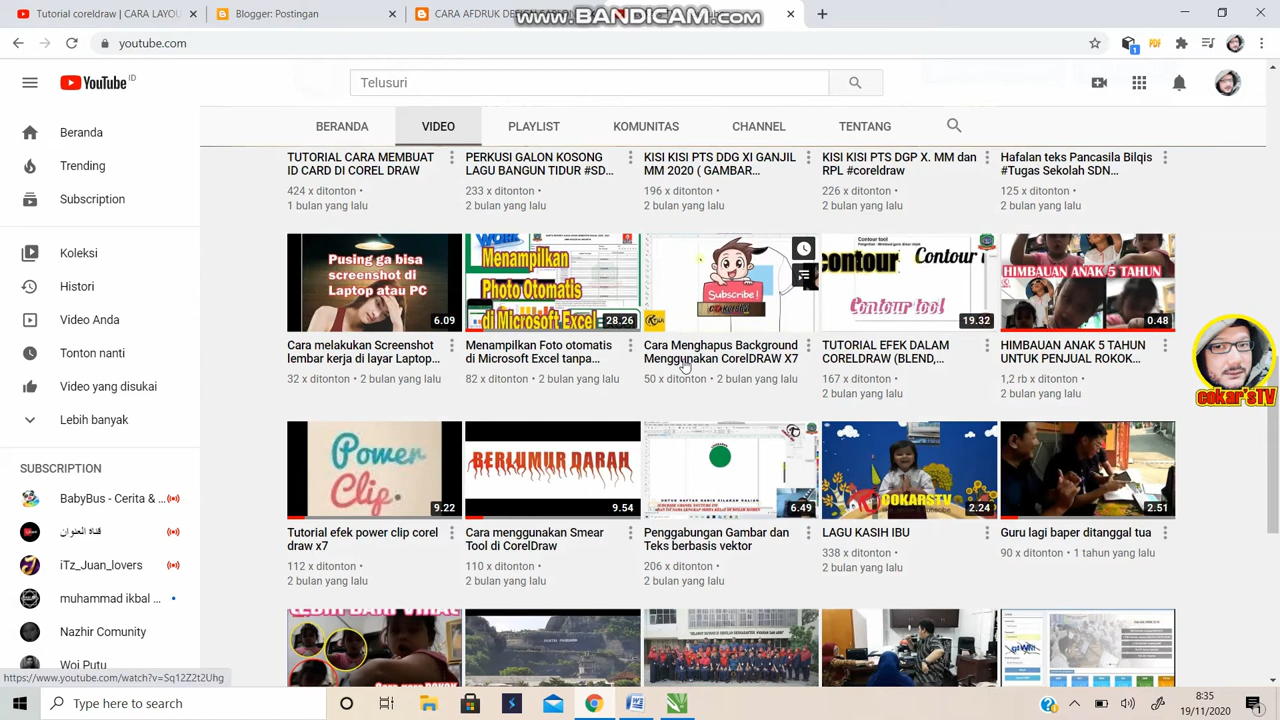 Tutorial coreldraw | CARA LAYOU
Blogger: Postingan
CARA AFDRUK DE
www.BANDICAM.com
youtube.com
PDF
1
YouTube ID
Telusuri
BERANDA
VIDEO
PLAYLIST
KOMUNITAS
CHANNEL
TENTANG
Beranda
Trending
Subscription
Koleksi
Histori
Video Anda
Tonton nanti
Video yang disukai
Lebih banyak
SUBSCRIPTION
BabyBus - Cerita & ...
قناة العنوان
iTz_Juan_lovers
muhammad ikbal ...
Nazhir Comunity
Woi Putu
TUTORIAL CARA MEMBUAT
ID CARD DI COREL DRAW
424 x ditonton •
1 bulan yang lalu
PERKUSI GALON KOSONG
LAGU BANGUN TIDUR #SD...
233 x ditonton •
2 bulan yang lalu
KISI KISI PTS DDG XI GANJIL
MM 2020 ( GAMBAR...
196 x ditonton •
2 bulan yang lalu
KISI KISI PTS DGP X. MM dan
RPL #coreldraw
226 x ditonton •
2 bulan yang lalu
Hafalan teks Pancasila Bilqis
#Tugas Sekolah SDN...
125 x ditonton •
2 bulan yang lalu
Pusing ga bisa
screenshot di
Laptop atau PC
6.09
Cara melakukan Screenshot
lembar kerja di layar Laptop...
32 x ditonton • 2 bulan yang lalu
Menampilkan
Photo Otomatis
di Microsoft Excel
28.26
Menampilkan Foto otomatis
di Microsoft Excel tanpa...
82 x ditonton • 2 bulan yang lalu
Subscribe!
Cara Menghapus Background
Menggunakan CorelDRAW X7
50 x ditonton • 2 bulan yang lalu
Contour tool
contour
Contour tool
Contour tool
19.32
TUTORIAL EFEK DALAM
CORELDRAW (BLEND,...
167 x ditonton •
2 bulan yang lalu
HIMBAUAN ANAK 5 TAHUN
0.48
HIMBAUAN ANAK 5 TAHUN
UNTUK PENJUAL ROKOK...
1,2 rb x ditonton •
2 bulan yang lalu
cokar'sTV
Power
Clip
9.22
Tutorial efek power clip corel
draw x7
112 x ditonton •
2 bulan yang lalu
BERLUMUR DARAH
9.54
Cara menggunakan Smear
Tool di CorelDraw
110 x ditonton •
2 bulan yang lalu
6.49
Penggabungan Gambar dan
Teks berbasis vektor
206 x ditonton •
2 bulan yang lalu
COKARSTV
2.24
LAGU KASIH IBU
338 x ditonton •
2 bulan yang lalu
2.51
Guru lagi baper ditanggal tua
90 x ditonton • 1 tahun yang lalu
https://www.youtube.com/watch?v=Sq12Z2t2Uhg
Type here to search
8:35
19/11/2020
1